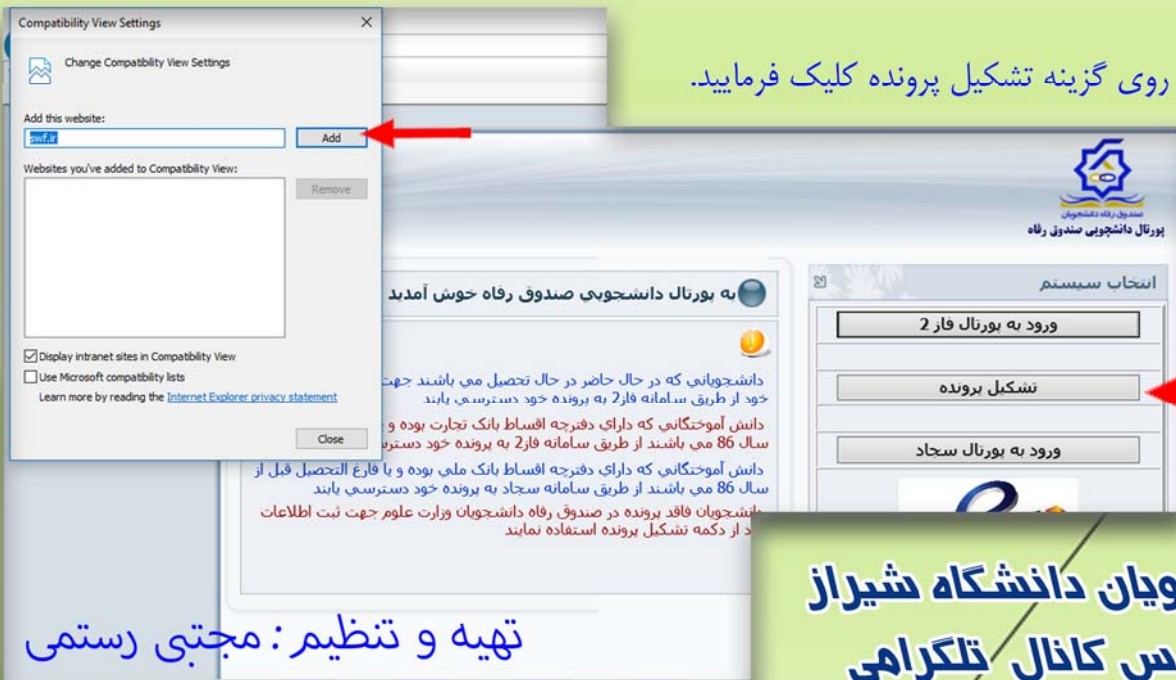 Compatibility View Settings
Change Compatibility View Settings
Add this website:
swf.ir
Add
Websites you've added to Compatibility View:
Remove
Display intranet sites in Compatibility View
Use Microsoft compatibility lists
Learn more by reading the Internet Explorer privacy statement
Close
روی گزینه تشکیل پرونده کلیک فرمایید.
صندوق رفاه دانشجویان
پورتال دانشجویی صندوق رفاه
انتخاب سیستم
ورود به پورتال فاز 2
تشکیل پرونده
ورود به پورتال سجاد
به پورتال دانشجویی صندوق رفاه خوش آمدید
دانشجویانی که در حال حاضر در حال تحصیل می باشند جهت
خود از طریق سامانه فاز2 به پرونده خود دسترسی یابند
دانش آموختگانی که دارای دفترچه اقساط بانک تجارت بوده و
سال 86 می باشند از طریق سامانه فاز2 به پرونده خود
دانش آموختگانی که دارای دفترچه اقساط بانک ملی بوده و یا فارغ التحصیل قبل از
سال 86 می باشند از طریق سامانه سجاد به پرونده خود دسترسی یابند
دانشجویان فاقد پرونده در صندوق رفاه دانشجویان وزارت علوم جهت ثبت اطلاعات
از دکمه تشکیل پرونده استفاده نمایند
تهیه و تنظیم : مجتبی رستمی
ویان دانشگاه شیراز
س کانال تلگرامی